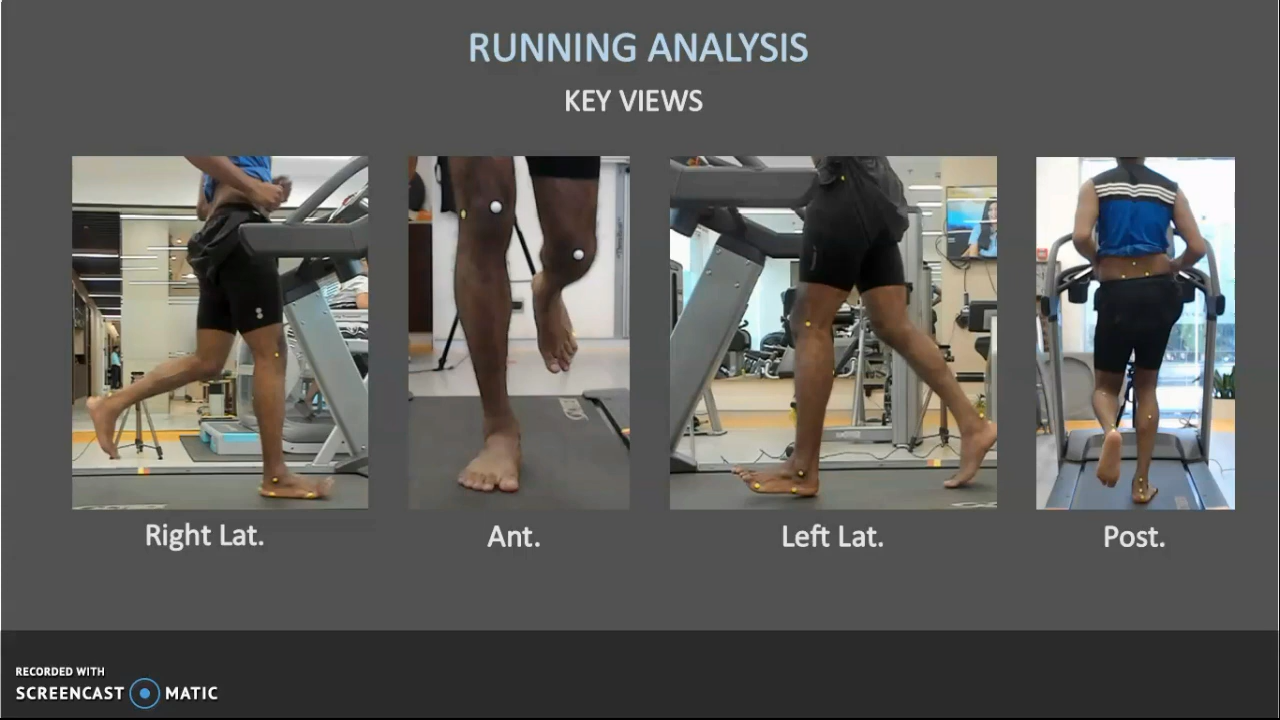 RUNNING ANALYSIS
KEY VIEWS
Right Lat.
Ant.
Left Lat.
Post.
RECORDED WITH
SCREENCAST MATIC